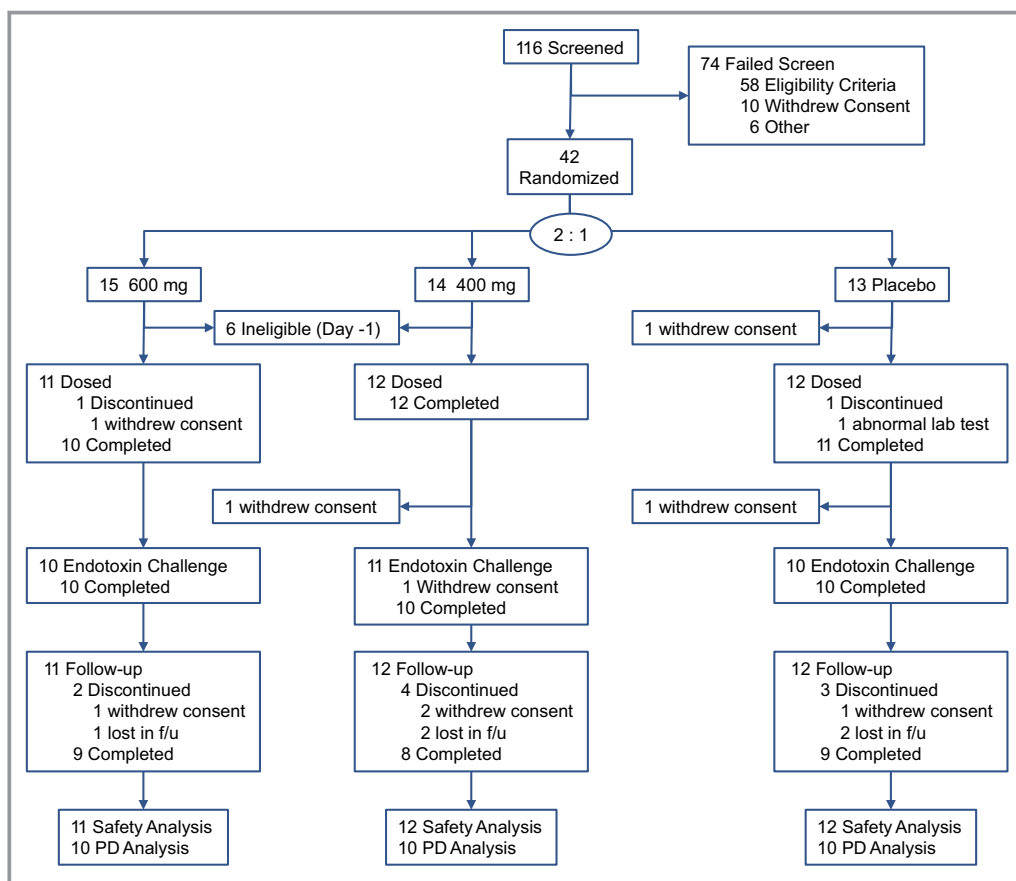 116 Screened
74 Failed Screen
58 Eligibility Criteria
10 Withdrew Consent
6 Other
42
Randomized
2 : 1
15 600 mg
14 400 mg
13 Placebo
6 Ineligible (Day -1)
1 withdrew consent
11 Dosed
1 Discontinued
1 withdrew consent
10 Completed
12 Dosed
12 Completed
12 Dosed
1 Discontinued
1 abnormal lab test
11 Completed
1 withdrew consent
1 withdrew consent
10 Endotoxin Challenge
10 Completed
11 Endotoxin Challenge
1 Withdrew consent
10 Completed
10 Endotoxin Challenge
10 Completed
11 Follow-up
2 Discontinued
1 withdrew consent
1 lost in f/u
9 Completed
12 Follow-up
4 Discontinued
2 withdrew consent
2 lost in f/u
8 Completed
12 Follow-up
3 Discontinued
1 withdrew consent
2 lost in f/u
9 Completed
11 Safety Analysis
10 PD Analysis
12 Safety Analysis
10 PD Analysis
12 Safety Analysis
10 PD Analysis